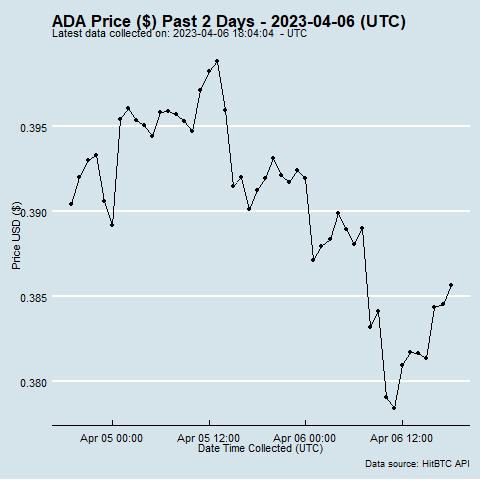 ADA Price ($) Past 2 Days - 2023-04-06 (UTC)
Latest data collected on: 2023-04-06 18:04:04 - UTC
0.395
0.390
0.385
0.380
Price USD ($)
Apr 05 00:00
Apr 05 12:00
Apr 06 00:00
Apr 06 12:00
Date Time Collected (UTC)
Data source: HitBTC API